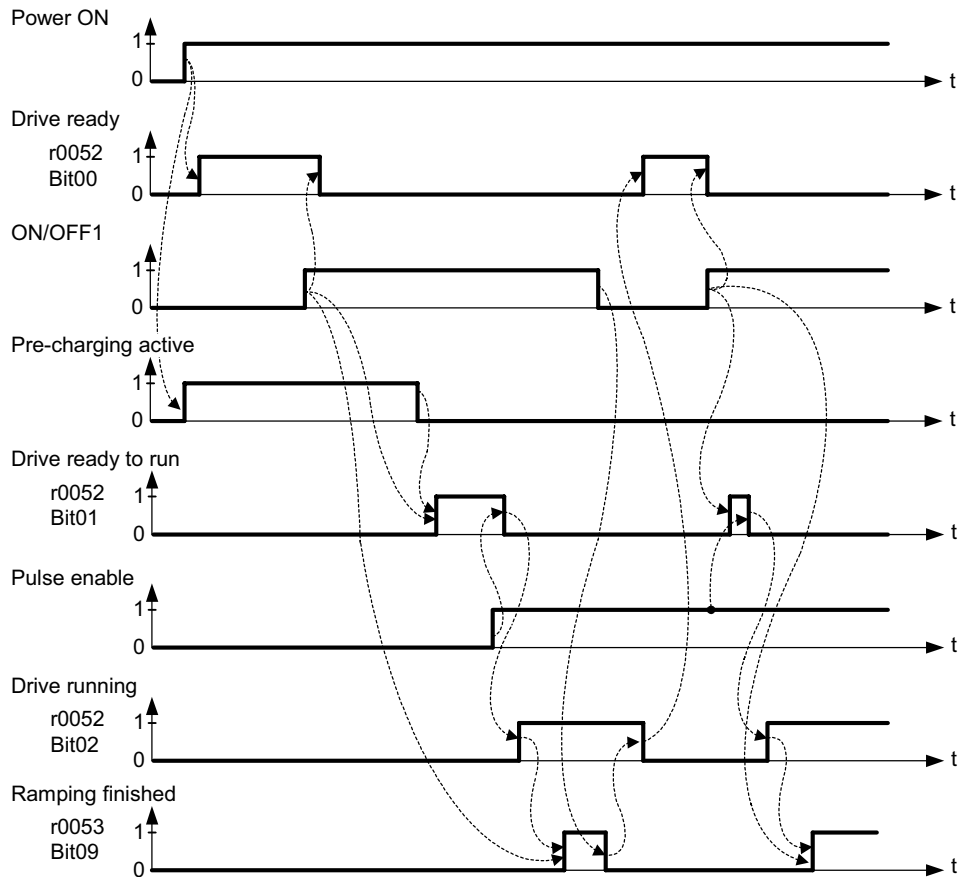 Power ON
1
0
t
Drive ready
r0052
Bit00
1
0
t
ON/OFF1
1
0
t
Pre-charging active
1
0
t
Drive ready to run
r0052
Bit01
1
0
t
Pulse enable
1
0
t
Drive running
r0052
Bit02
1
0
t
Ramping finished
r0053
Bit09
1
0
t